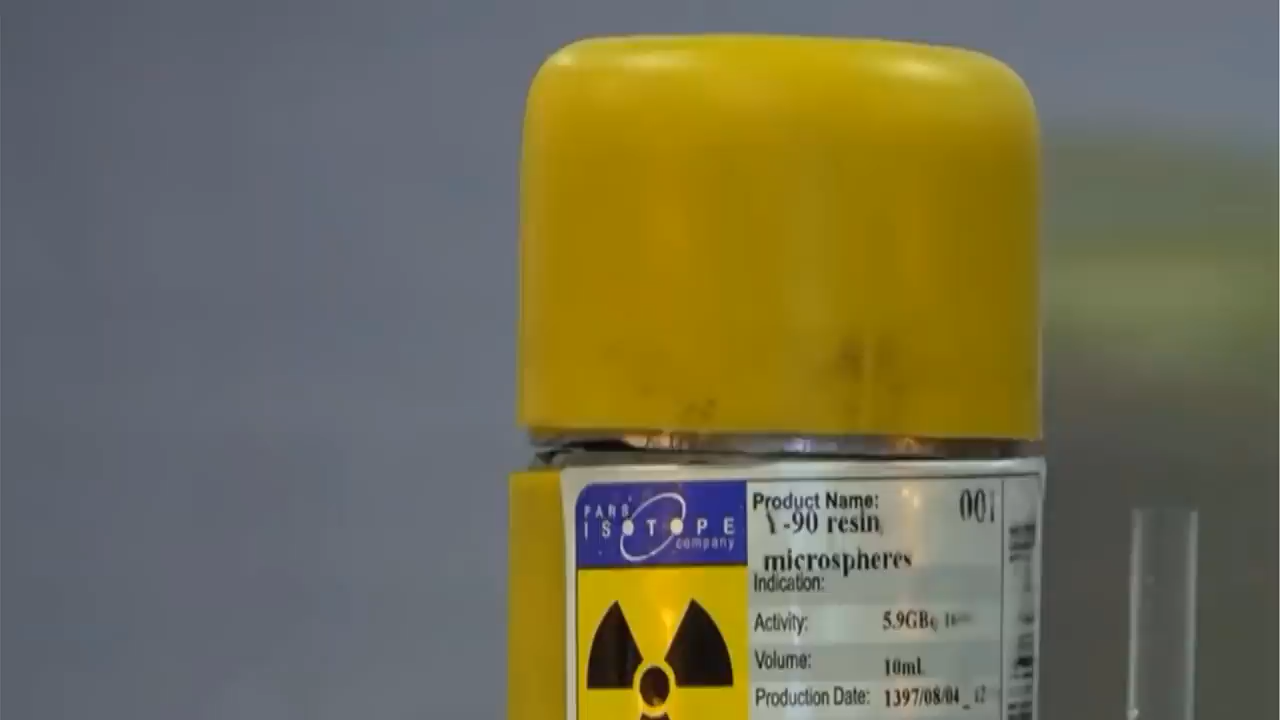 PARS
ISOTOPE
company
Product Name:
001
Y-90 resin
microspheres
Indication:
Activity: 5.9GBq
Volume: 10mL
Production Date: 1397/08/04_12